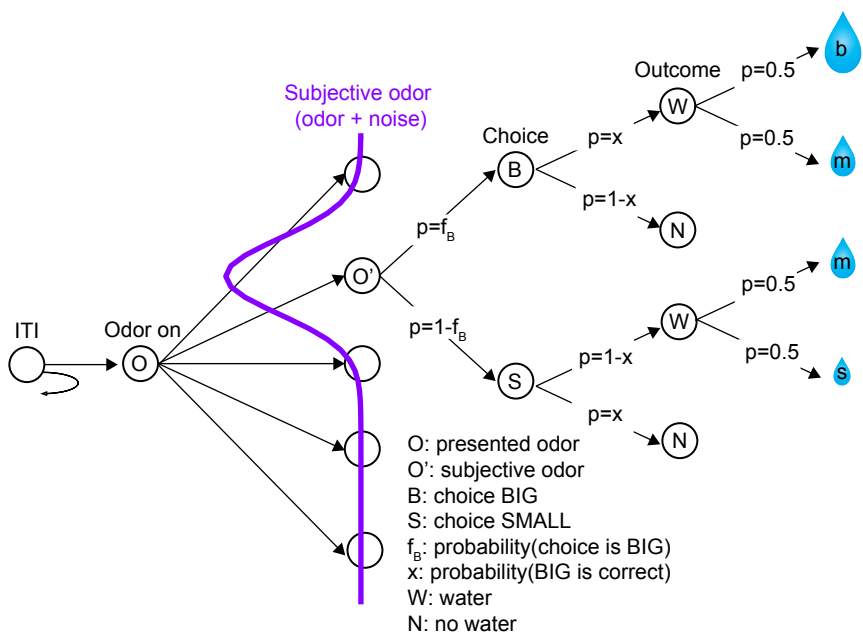 Subjective odor
(odor + noise)
ITI
Odor on
O
O'
Choice
B
S
p=f_B
p=1-f_B
Outcome
p=x
W
p=1-x
N
p=1-x
W
p=x
N
p=0.5
b
p=0.5
m
p=0.5
m
p=0.5
s
O: presented odor
O': subjective odor
B: choice BIG
S: choice SMALL
f_B: probability(choice is BIG)
x: probability(BIG is correct)
W: water
N: no water